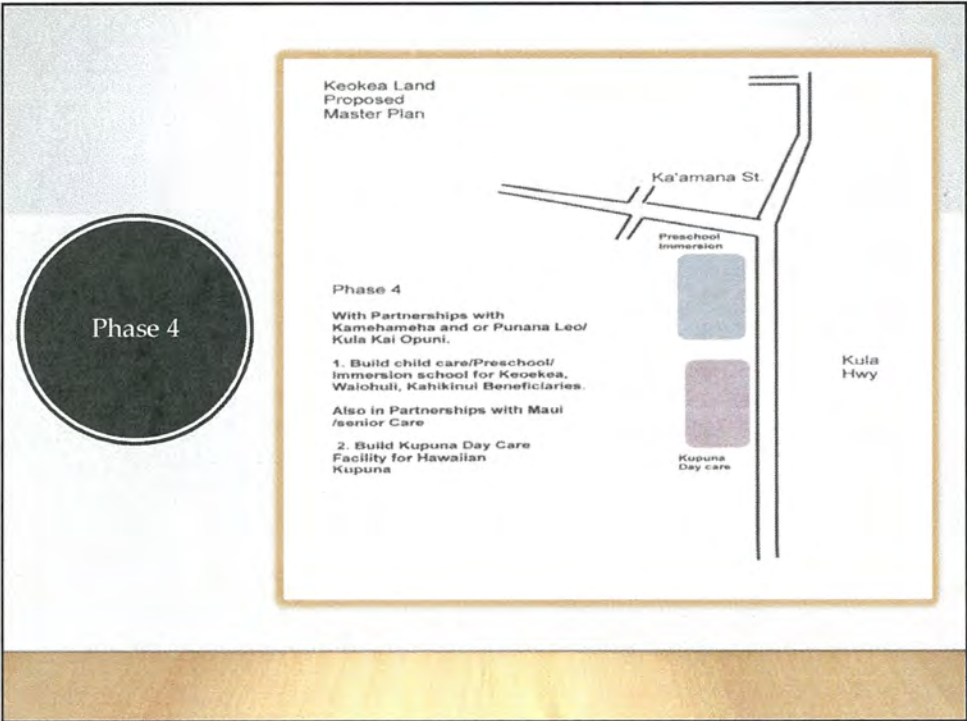 Phase 4
Keokea Land
Proposed
Master Plan
Ka'amana St.
Preschool
Immersion
Phase 4
With Partnerships with
Kamehameha and or Punana Leo/
Kula Kai Opuni.
1. Build child care/Preschool/
Immersion school for Keoekea,
Waiohuli, Kahikinui Beneficiaries.
Also in Partnerships with Maui
/senior Care
2. Build Kupuna Day Care
Facility for Hawaiian
Kupuna
Kula
Hwy
Kupuna
Day care